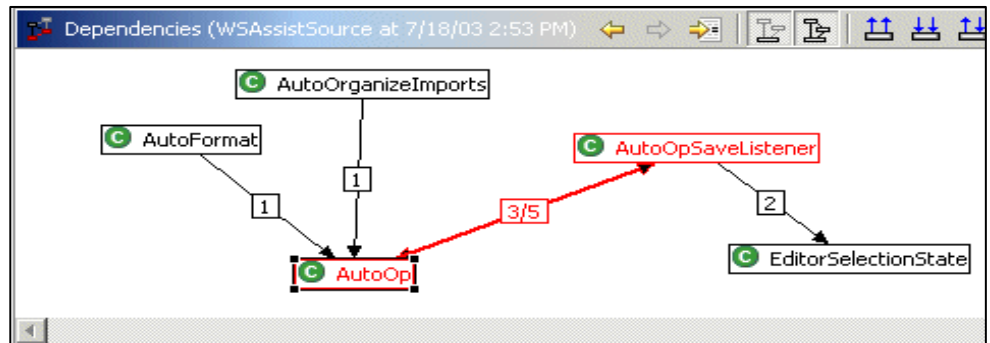 Dependencies (WSAssistSource at 7/18/03 2:53 PM)
C AutoOrganizeImports
C AutoFormat
C AutoOpSaveListener
1
1
3/5
2
C AutoOp
C EditorSelectionState